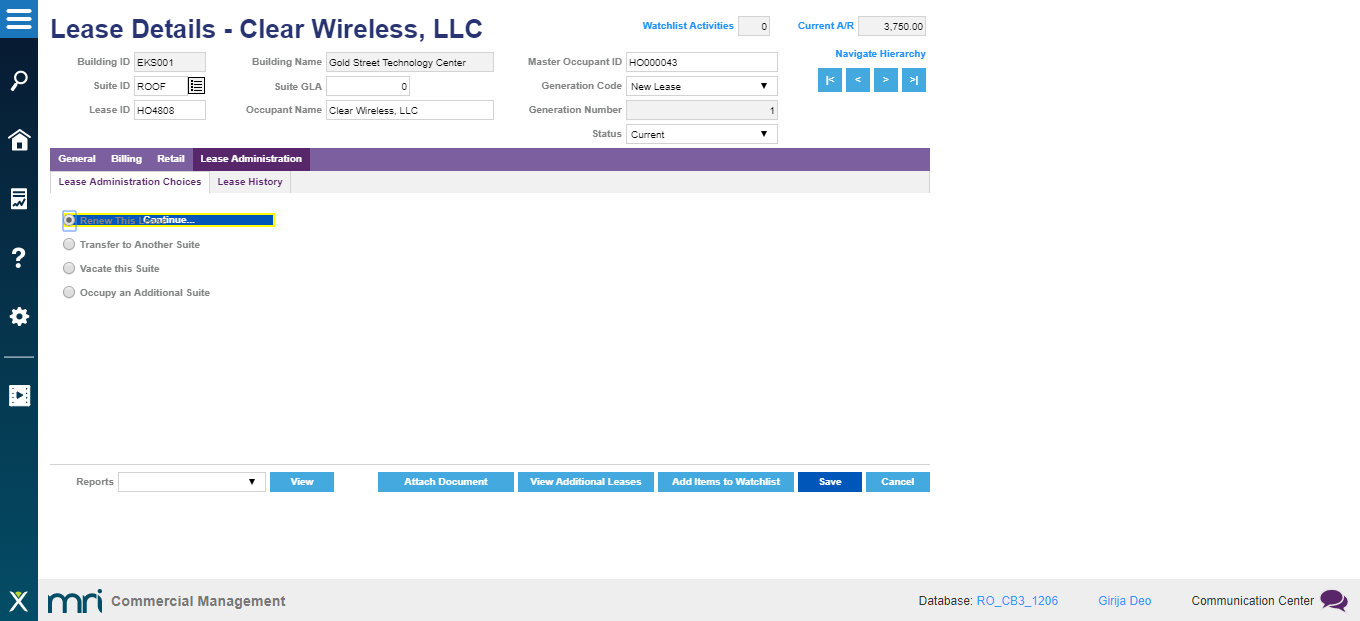 Lease Details - Clear Wireless, LLC
Watchlist Activities 0 Current A/R 3,750.00
Navigate Hierarchy
|< < > >|
Building ID EKS001 Building Name Gold Street Technology Center Master Occupant ID HO000043
Suite ID ROOF Suite GLA 0 Generation Code New Lease
Lease ID HO4808 Occupant Name Clear Wireless, LLC Generation Number 1
Status Current
General Billing Retail Lease Administration
Lease Administration Choices Lease History
Renew This Continue...
Transfer to Another Suite
Vacate this Suite
Occupy an Additional Suite
Reports View Attach Document View Additional Leases Add Items to Watchlist Save Cancel
mri Commercial Management Database: RO_CB3_1206 Girija Deo Communication Center